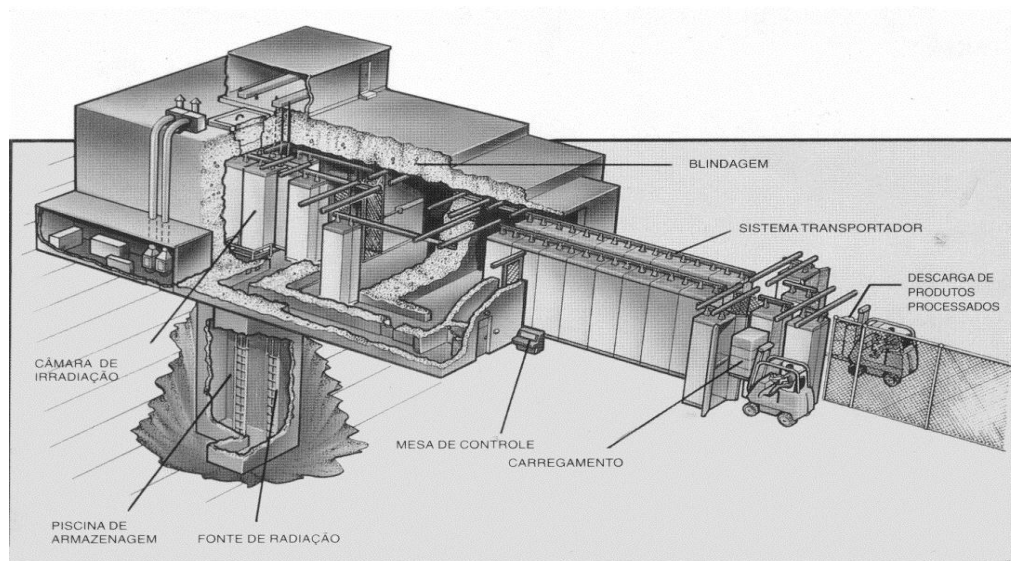 BLINDAGEM
SISTEMA TRANSPORTADOR
DESCARGA DE
PRODUTOS
PROCESSADOS
CÂMARA DE
IRRADIAÇÃO
MESA DE CONTROLE
CARREGAMENTO
PISCINA DE
ARMAZENAGEM
FONTE DE RADIAÇÃO